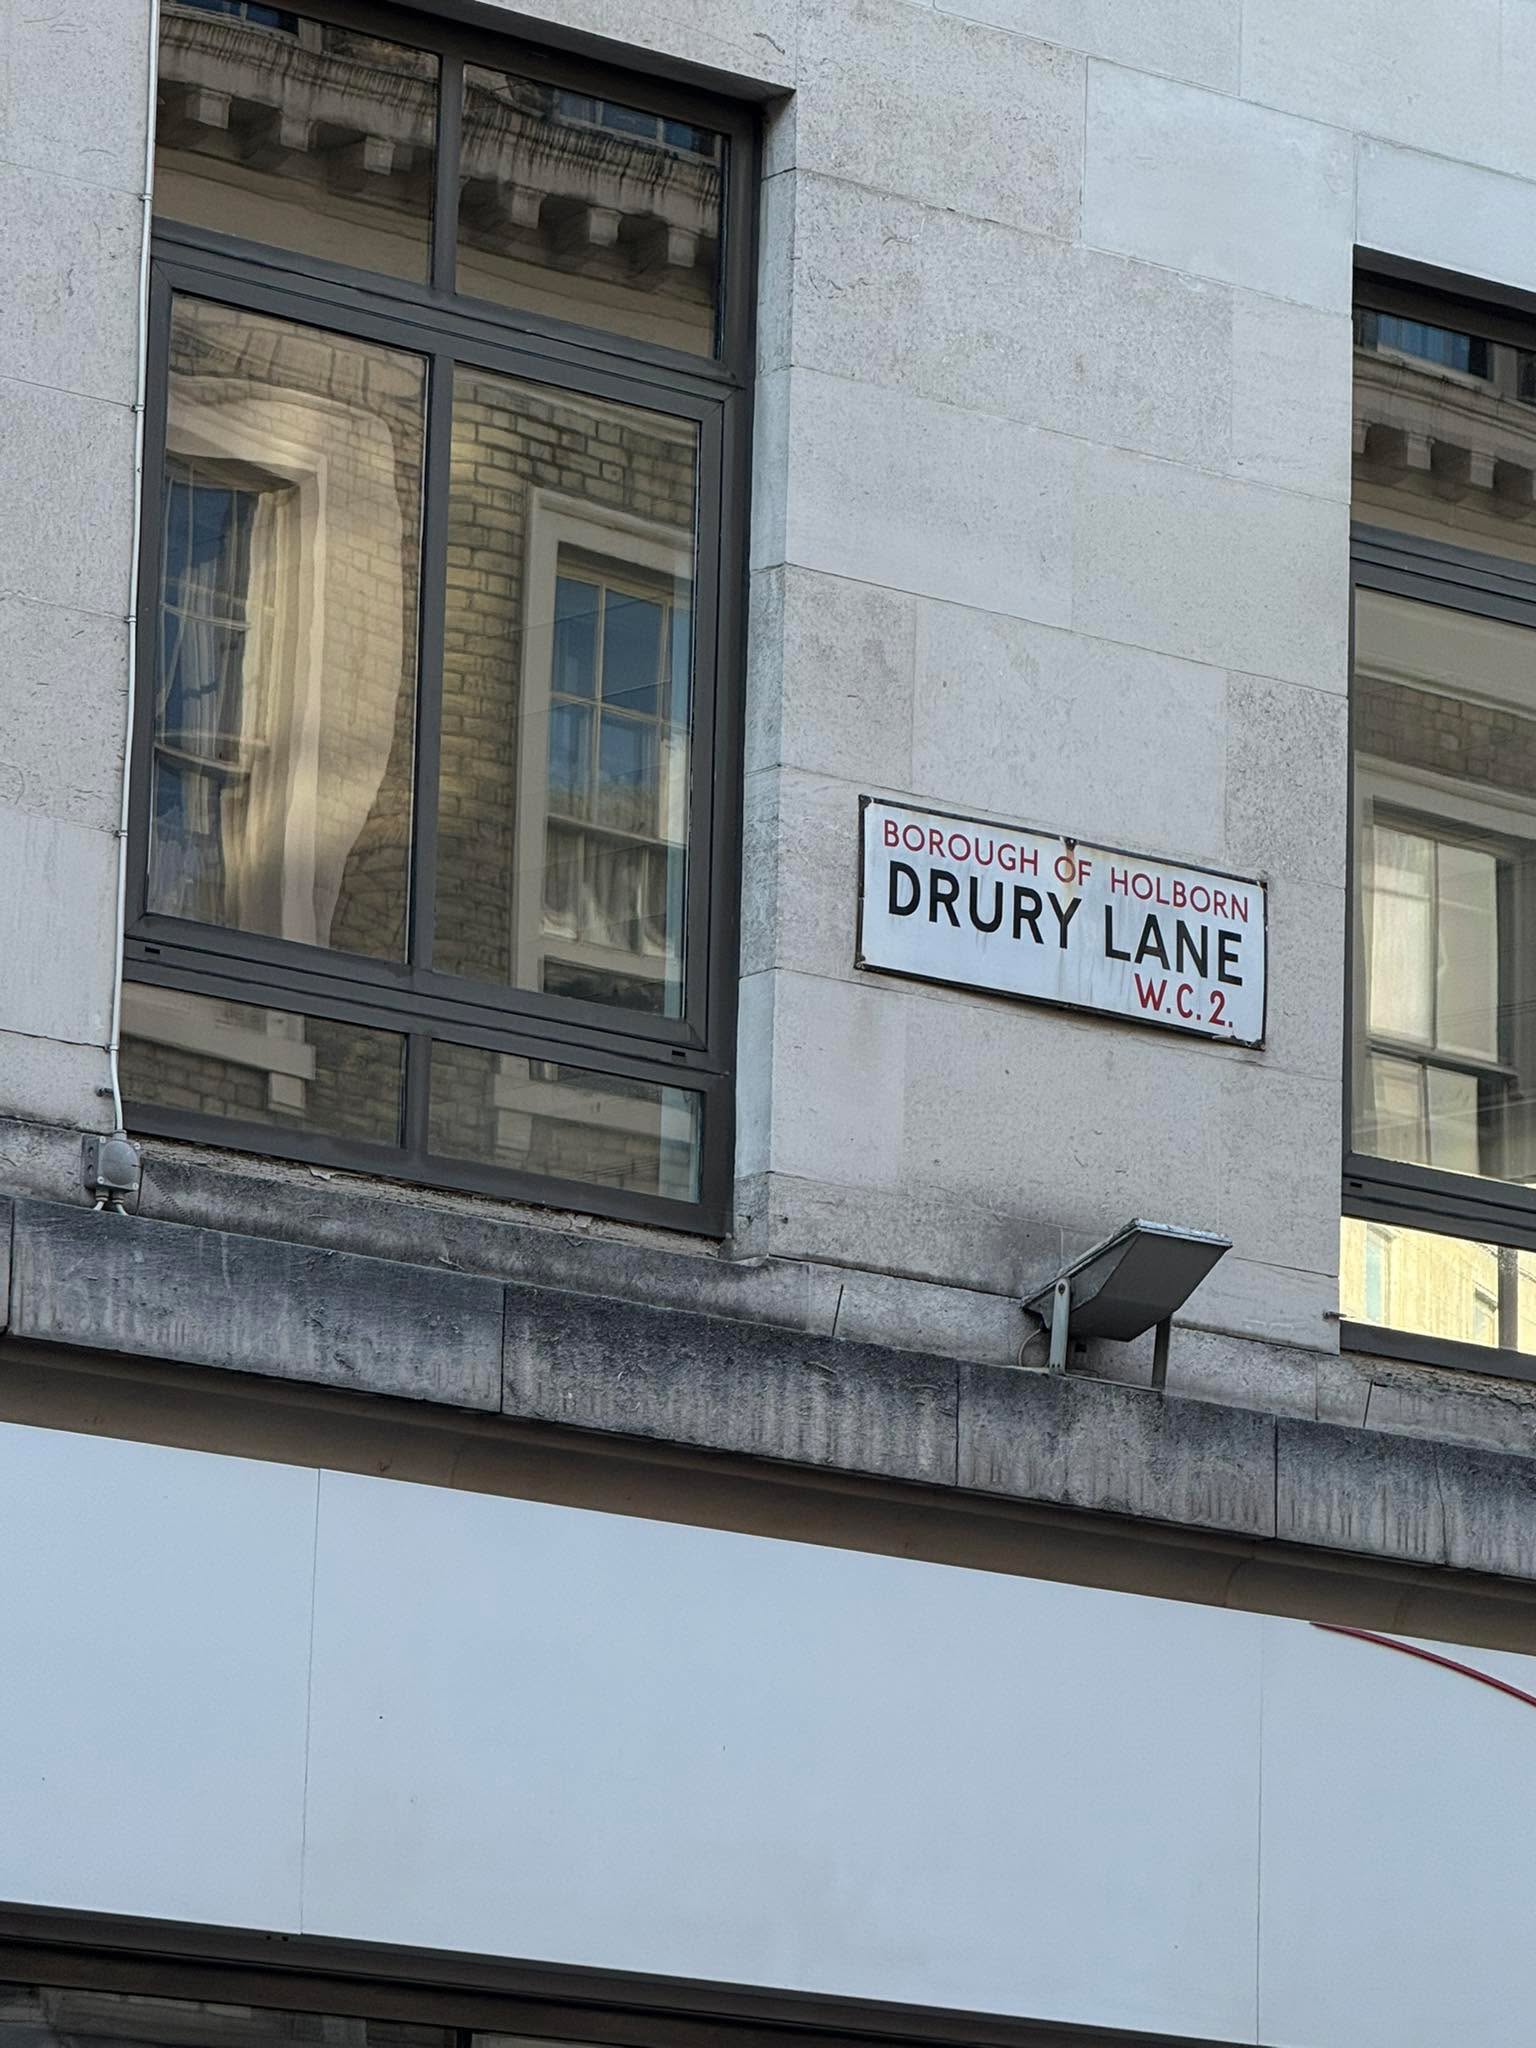 BOROUGH OF HOLBORN
DRURY LANE
W.C.2.